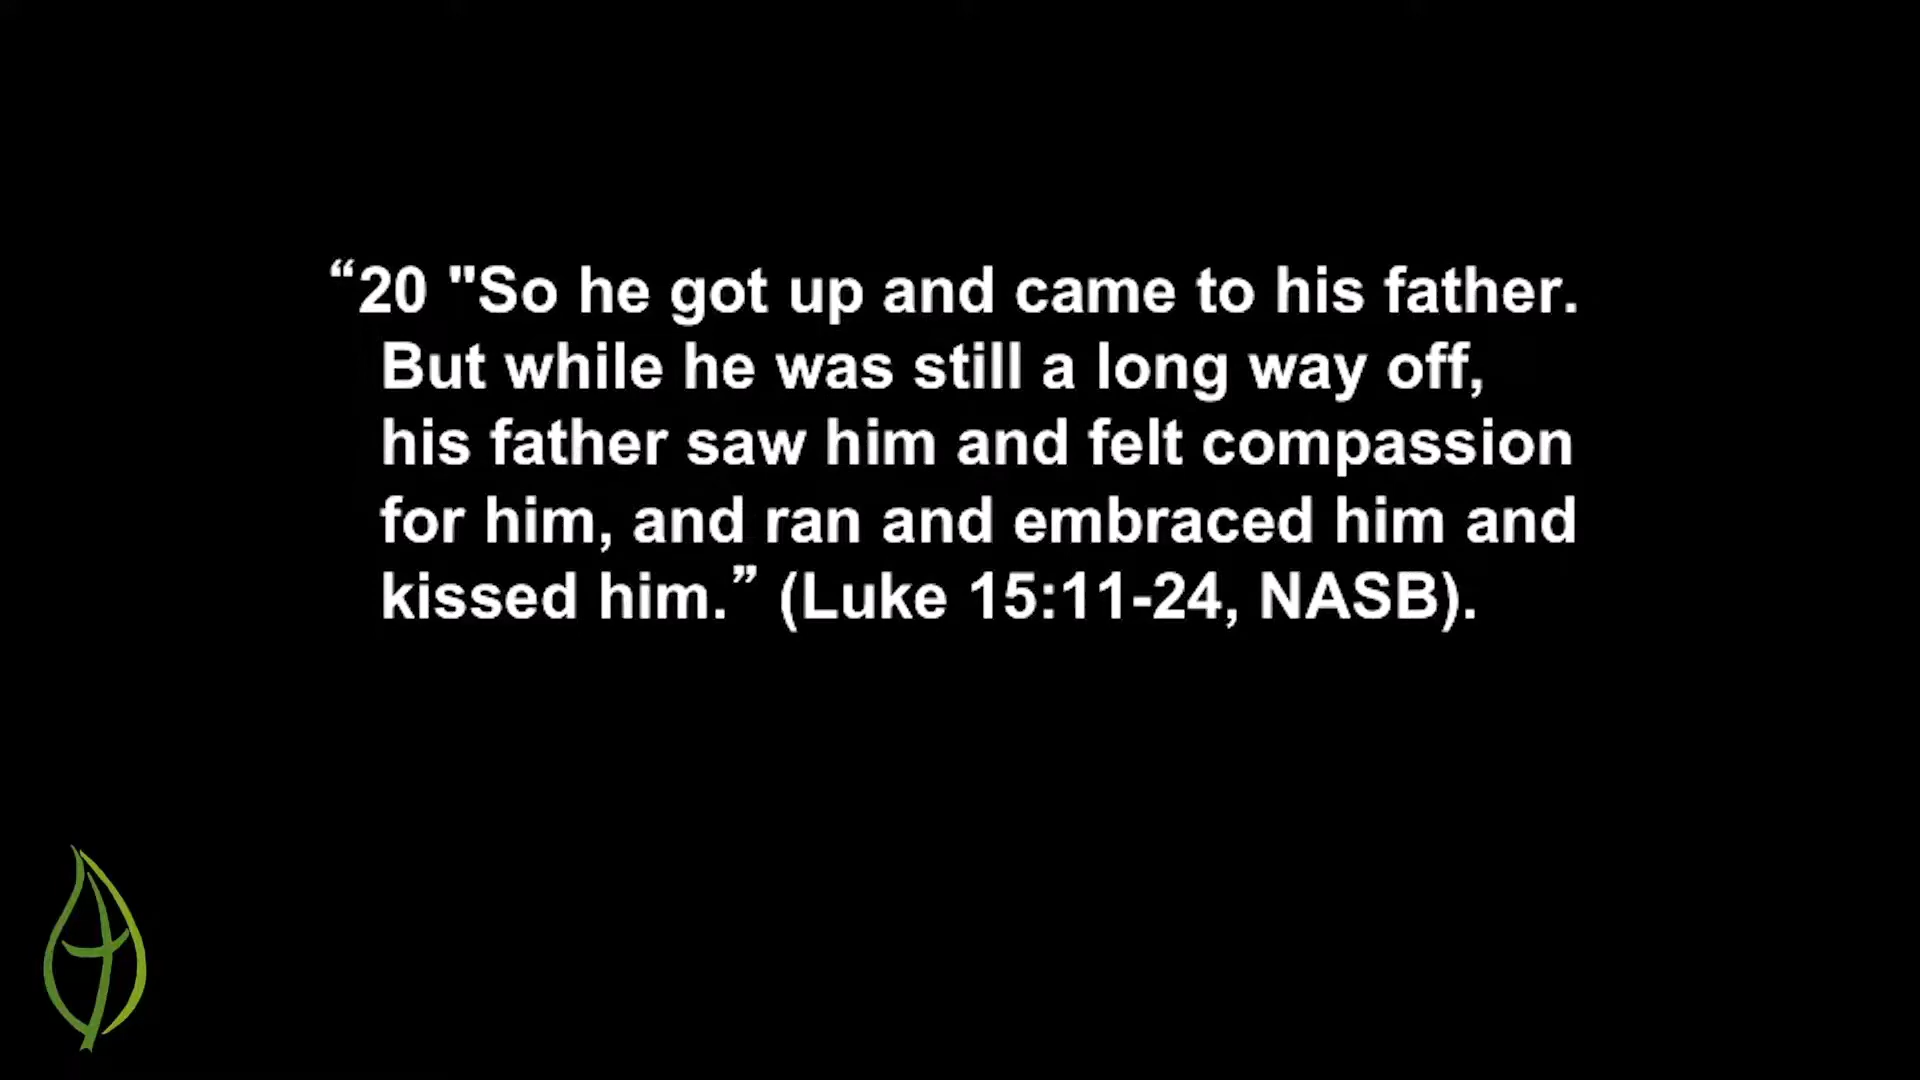 “20 "So he got up and came to his father.
But while he was still a long way off,
his father saw him and felt compassion
for him, and ran and embraced him and
kissed him.” (Luke 15:11-24, NASB).